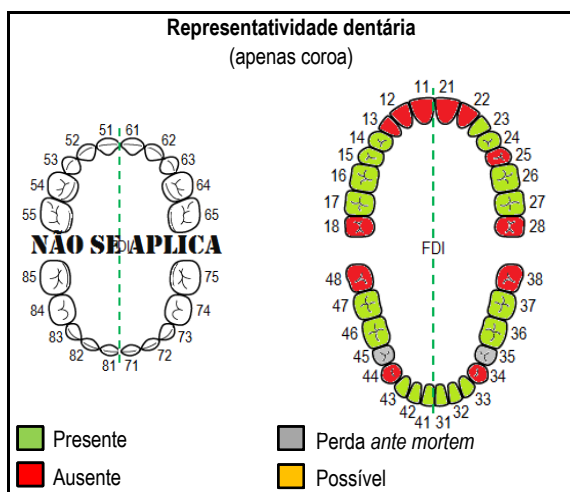 Representatividade dentária
(apenas coroa)
51 61
52 62
53 63
54 64
55 65
NÃO SE APLICA
FDI
85 75
84 74
83 73
82 72
81 71
11 21
12 22
13 23
14 24
15 25
16 26
17 27
18 28
FDI
48 38
47 37
46 36
45 35
44 34
43 33
42 32
41 31
Presente
Perda ante mortem
Ausente
Possível